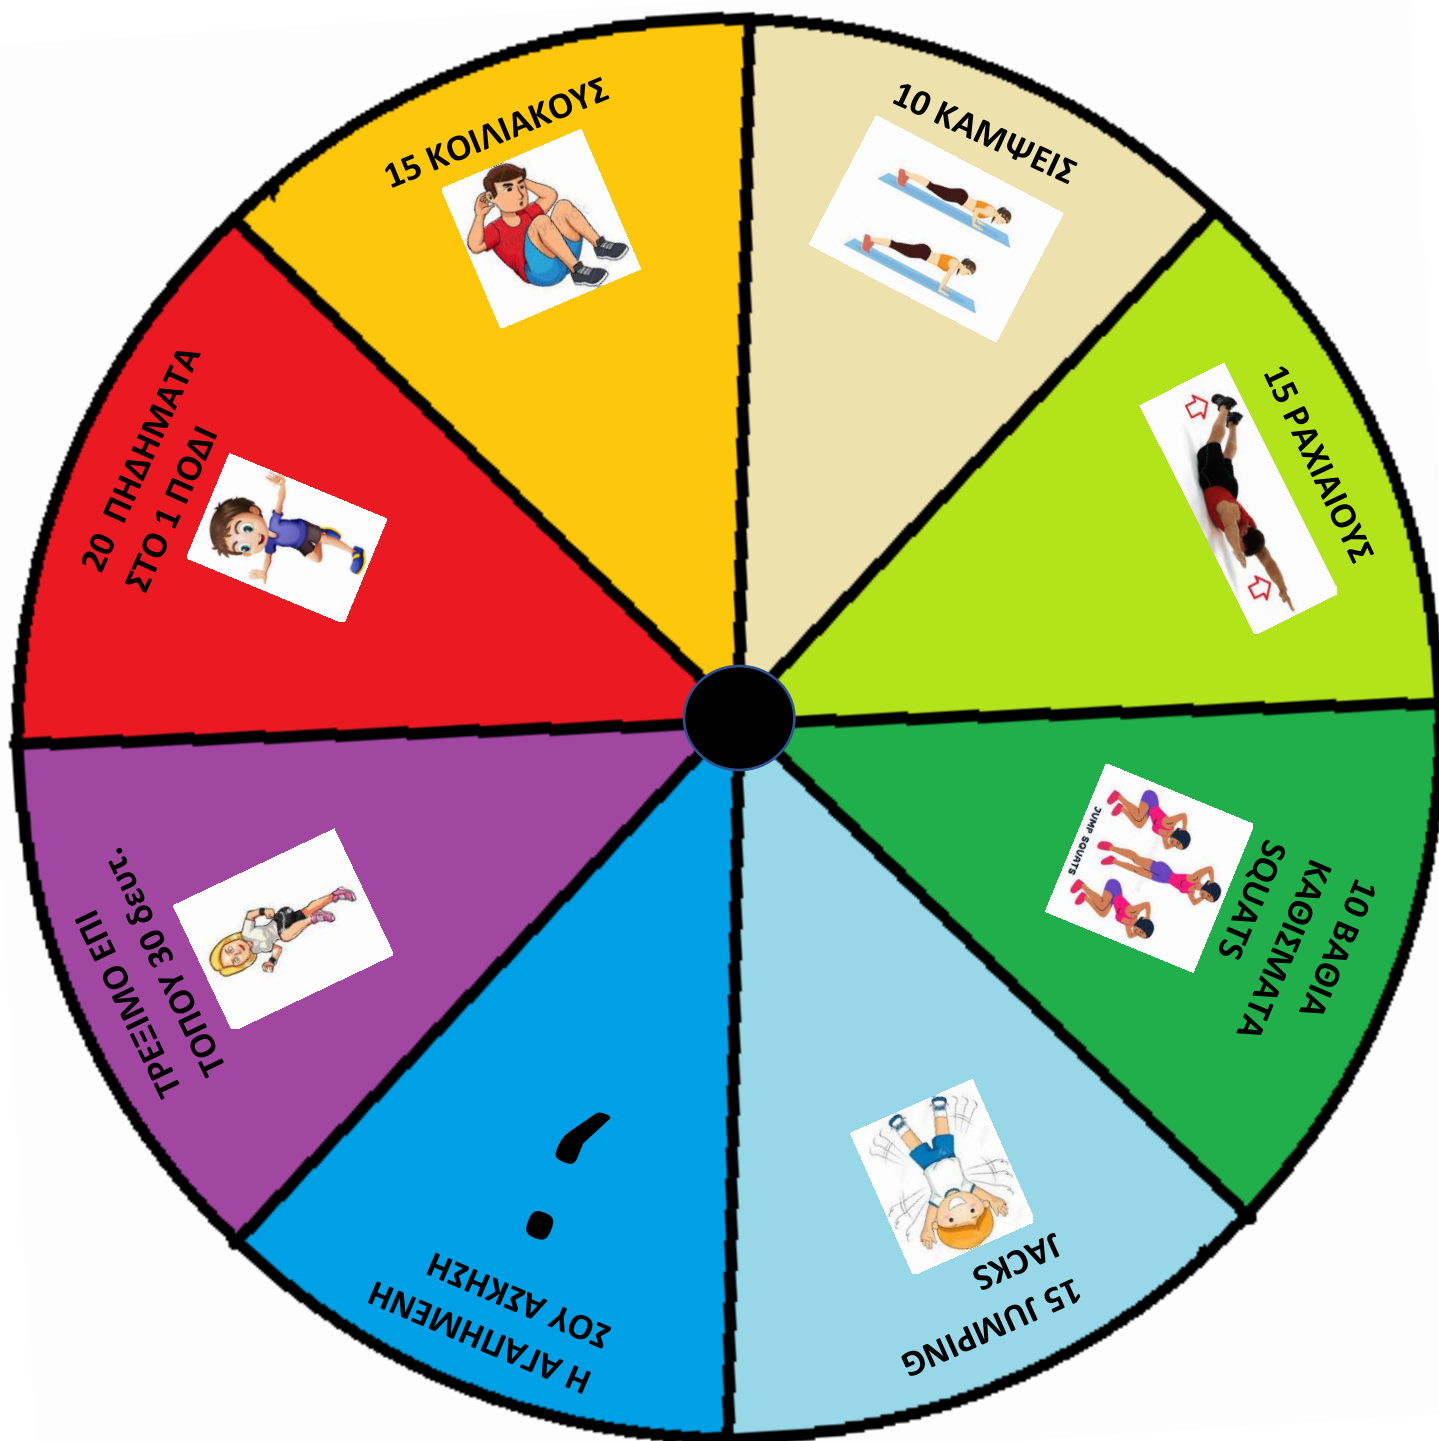 10 ΚΑΜΨΕΙΣ
15 ΡΑΧΙΑΙΟΥΣ
10 ΒΑΘΙΑ
ΚΑΘΙΣΜΑΤΑ
SQUATS
JUMP SQUATS
15 JUMPING
JACKS
Η ΑΓΑΠΗΜΕΝΗ
ΣΟΥ ΑΣΚΗΣΗ
;
ΤΡΕΞΙΜΟ ΕΠΙ
ΤΟΠΟΥ 30 δευτ.
20 ΠΗΔΗΜΑΤΑ
ΣΤΟ 1 ΠΟΔΙ
15 ΚΟΙΛΙΑΚΟΥΣ